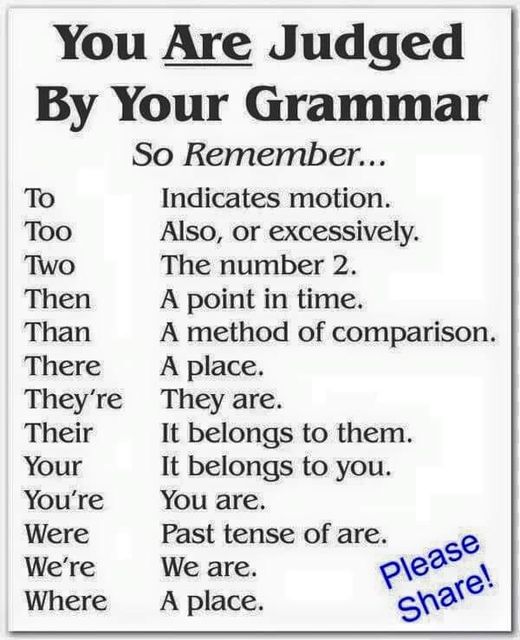 You Are Judged
By Your Grammar
So Remember...
To Indicates motion.
Too Also, or excessively.
Two The number 2.
Then A point in time.
Than A method of comparison.
There A place.
They're They are.
Their It belongs to them.
Your It belongs to you.
You're You are.
Were Past tense of are.
We're We are.
Where A place.
Please
Share!